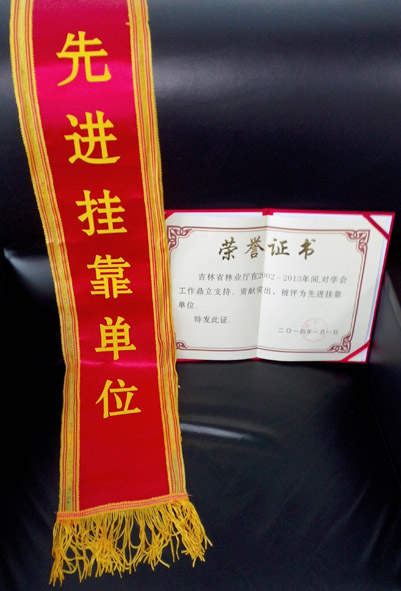 先进挂靠单位
荣誉证书
吉林省林业厅在2002-2013年间,对学会
工作鼎立支持、贡献突出,被评为先进挂靠
单位。
特发此证。
二〇一四年一月一日